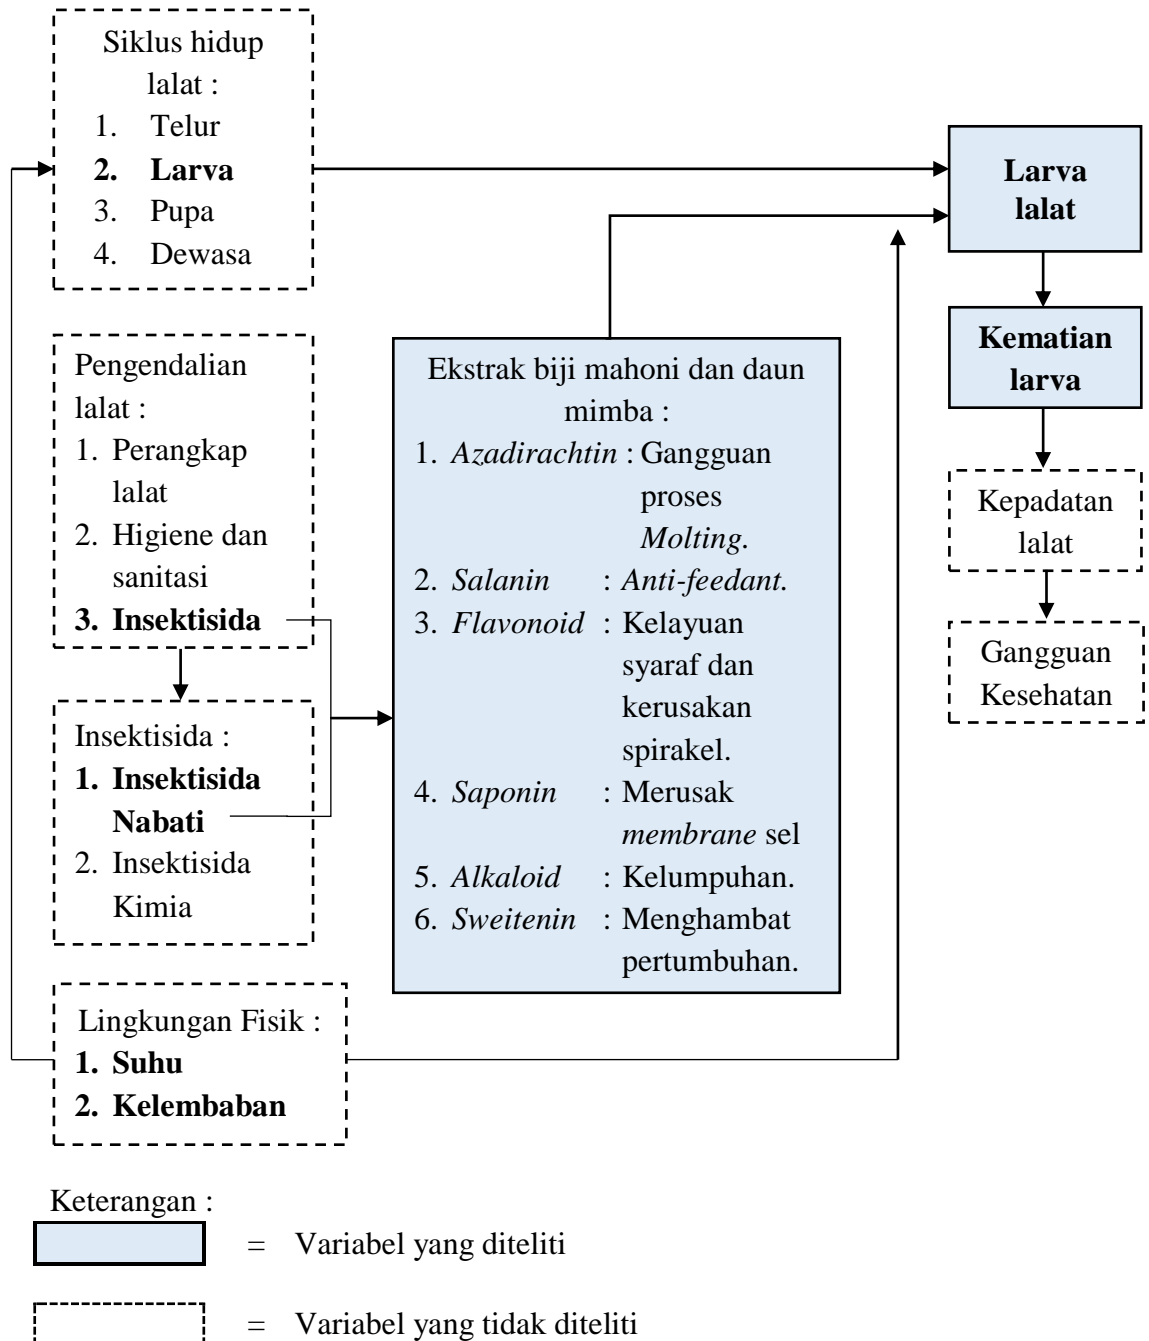 Siklus hidup
lalat :
1. Telur
2. Larva
3. Pupa
4. Dewasa
Larva
lalat
Kematian
larva
Kepadatan
lalat
Gangguan
Kesehatan
Pengendalian
lalat :
1. Perangkap
lalat
2. Higiene dan
sanitasi
3. Insektisida
Insektisida :
1. Insektisida
Nabati
2. Insektisida
Kimia
Ekstrak biji mahoni dan daun
mimba :
1. Azadirachtin : Gangguan
proses
Molting.
2. Salanin : Anti-feedant.
3. Flavonoid : Kelayuan
syaraf dan
kerusakan
spirakel.
4. Saponin : Merusak
membrane sel
5. Alkaloid : Kelumpuhan.
6. Sweitenin : Menghambat
pertumbuhan.
Lingkungan Fisik :
1. Suhu
2. Kelembaban
Keterangan :
= Variabel yang diteliti
= Variabel yang tidak diteliti